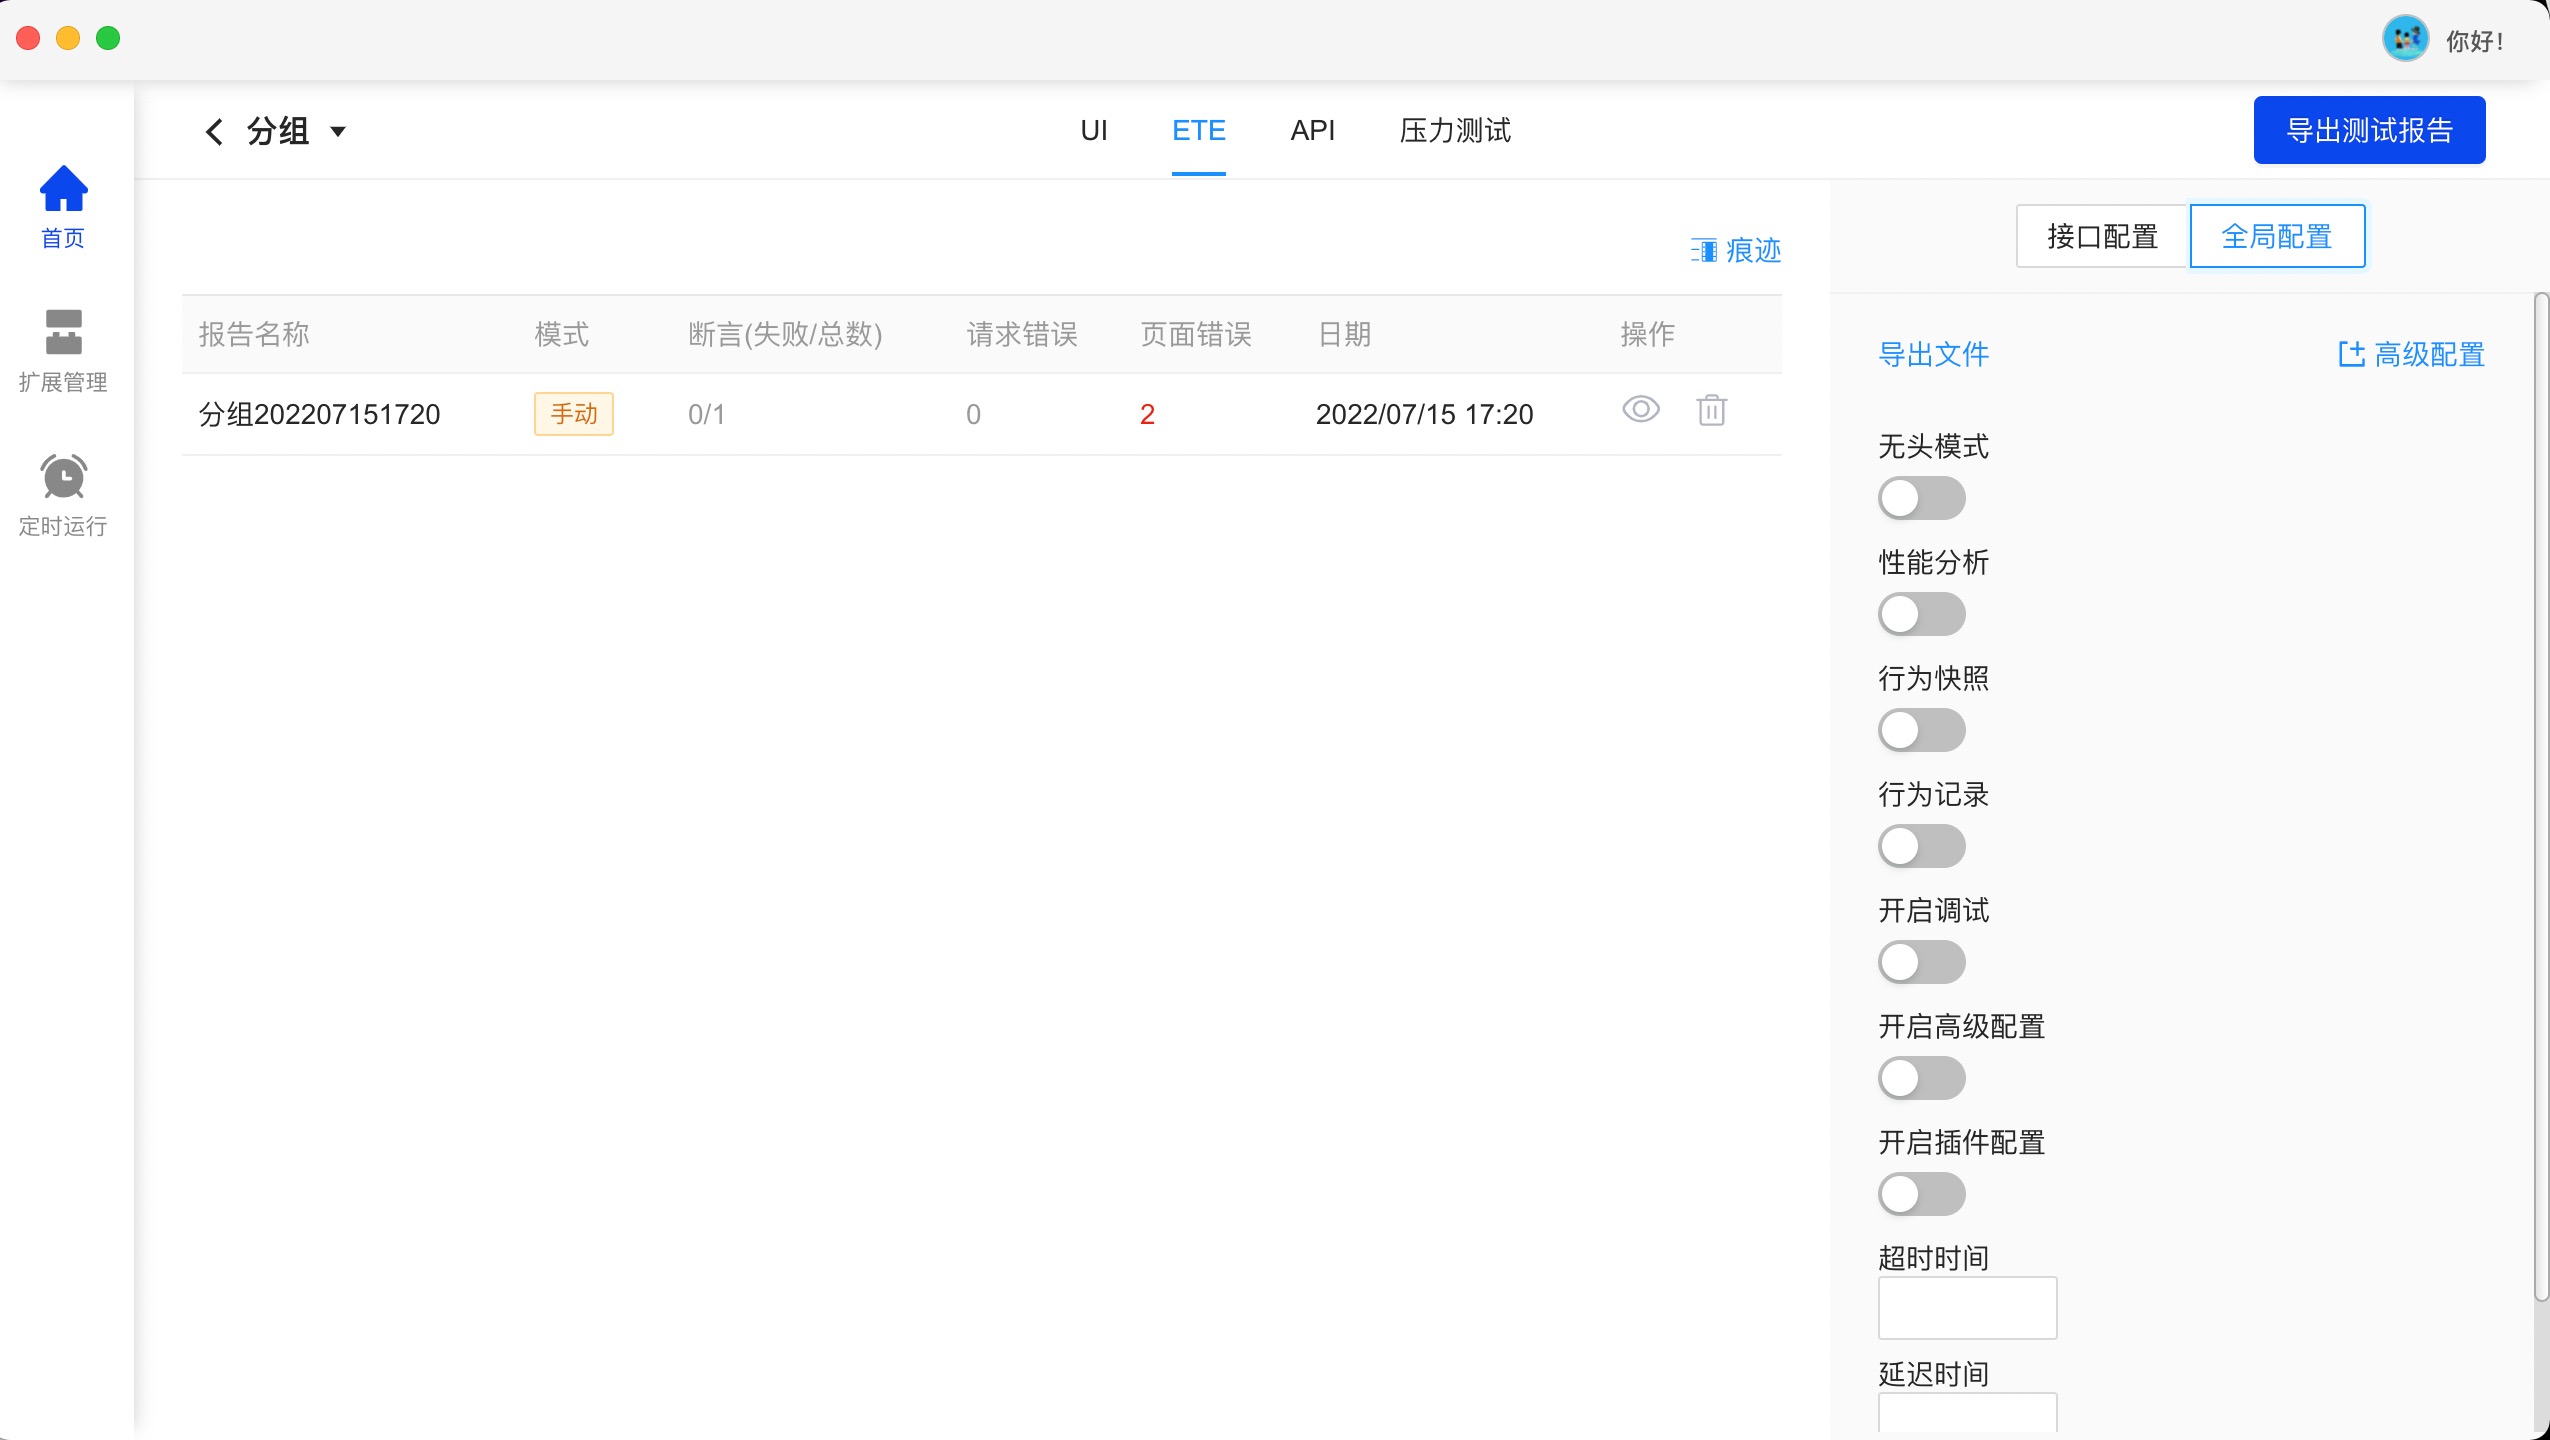 你好!
分组
UI
ETE
API
压力测试
导出测试报告
首页
扩展管理
定时运行
痕迹
报告名称 模式 断言(失败/总数) 请求错误 页面错误 日期 操作
分组202207151720 手动 0/1 0 2 2022/07/15 17:20
接口配置
全局配置
导出文件
高级配置
无头模式
性能分析
行为快照
行为记录
开启调试
开启高级配置
开启插件配置
超时时间
延迟时间